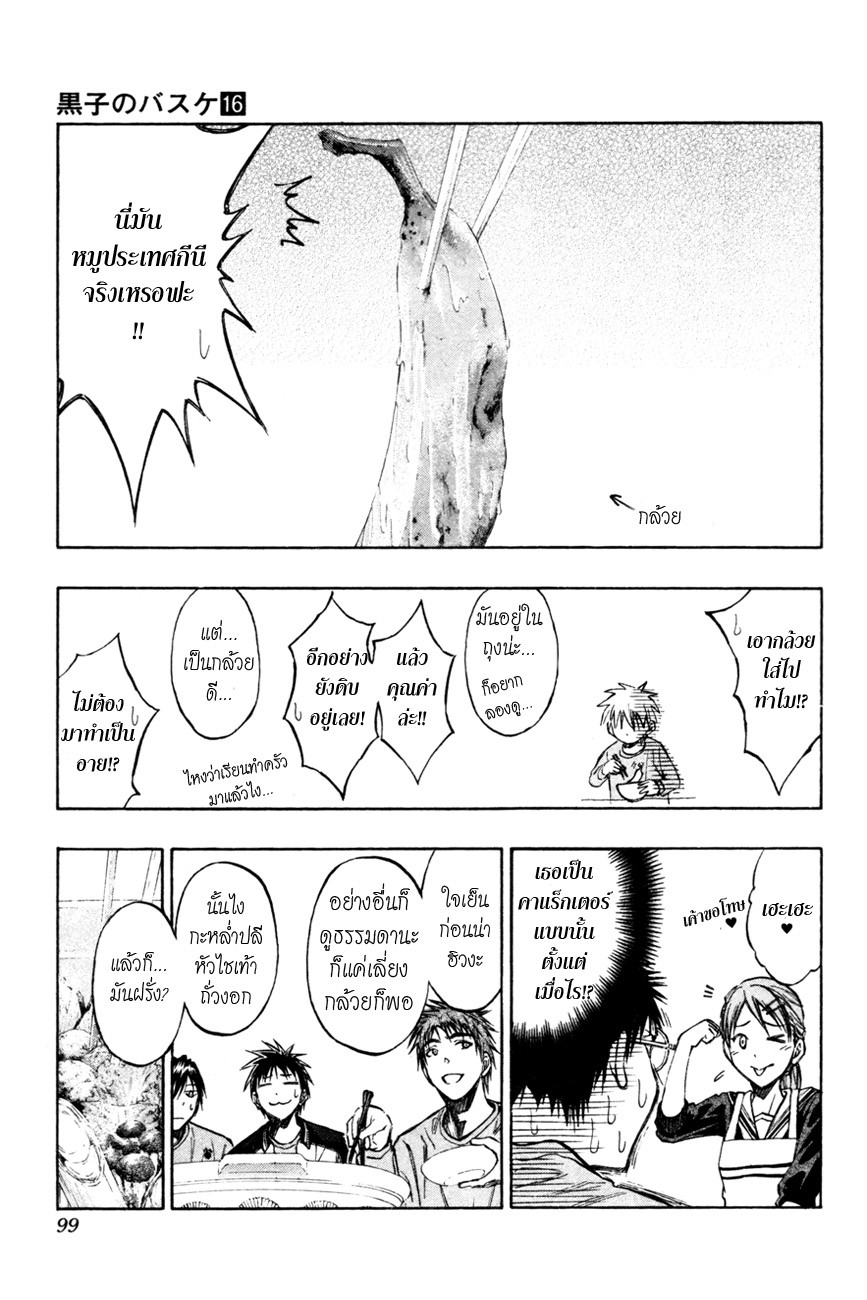 黒子のバスケ16
นี่มัน
หมูประเทศกีนี
จริงเหรอฟะ
!!
กล้วย
เอากล้วย
ใส่ไป
ทำไม!?
มันอยู่ใน
ถุงน่ะ...
ก็อยาก
ลองดู...
แล้ว
คุณค่า
ล่ะ!!
อีกอย่าง
ยังดิบ
อยู่เลย!
แต่...
เป็นกล้วย
ดี...
ไหงว่าเรียนทำครัว
มาแล้วไง...
ไม่ต้อง
มาทำเป็น
อาย!?
เฮะเฮะ
♥
เค้าขอโทษ
♥
เธอเป็น
คาแร็กเตอร์
แบบนั้น
ตั้งแต่
เมื่อไร!?
ใจเย็น
ก่อนน่า
ฮิวงะ
อย่างอื่นก็
ดูธรรมดานะ
ก็แค่เลี่ยง
กล้วยก็พอ
นั้นไง
กะหล่ำปลี
หัวไชเท้า
ถั่วงอก
แล้วก็...
มันฝรั่ง?
99